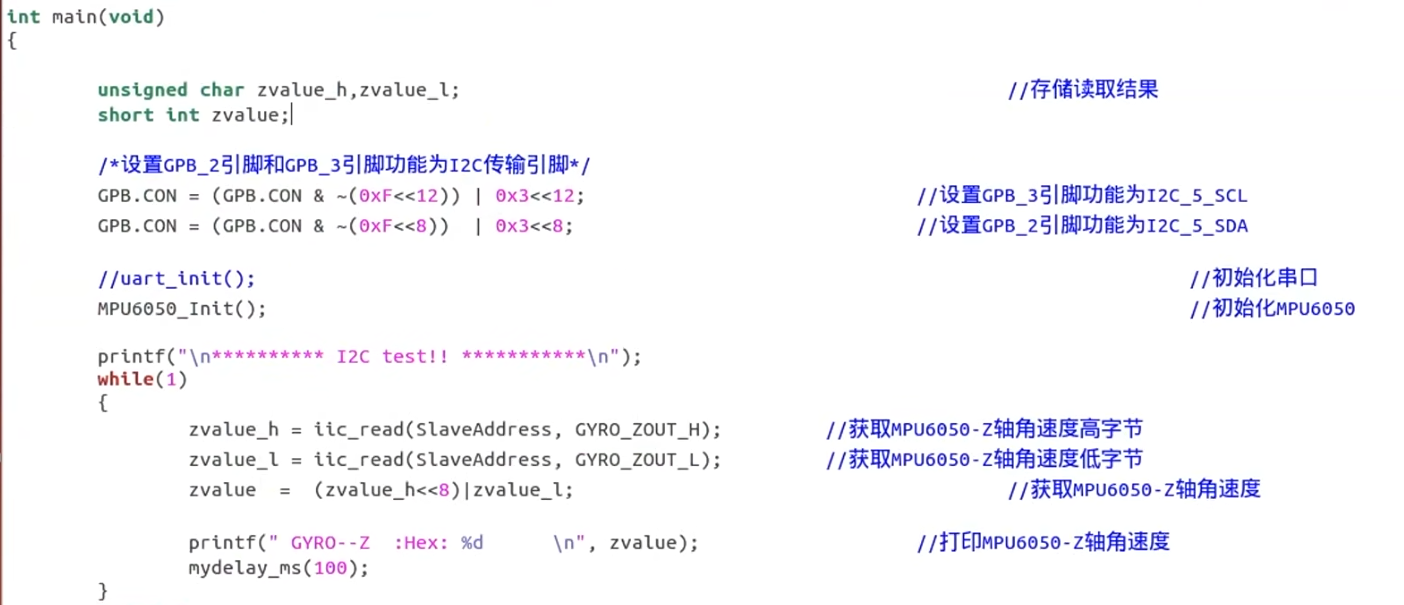 int main(void)
{
unsigned char zvalue_h,zvalue_l; //存储读取结果
short int zvalue;
/*设置GPB_2引脚和GPB_3引脚功能为I2C传输引脚*/
GPB.CON = (GPB.CON & ~(0xF<<12)) | 0x3<<12; //设置GPB_3引脚功能为I2C_5_SCL
GPB.CON = (GPB.CON & ~(0xF<<8)) | 0x3<<8; //设置GPB_2引脚功能为I2C_5_SDA
//uart_init(); //初始化串口
MPU6050_Init(); //初始化MPU6050
printf("\n********** I2C test!! ***********\n");
while(1)
{
zvalue_h = iic_read(SlaveAddress, GYRO_ZOUT_H); //获取MPU6050-Z轴角速度高字节
zvalue_l = iic_read(SlaveAddress, GYRO_ZOUT_L); //获取MPU6050-Z轴角速度低字节
zvalue = (zvalue_h<<8)|zvalue_l; //获取MPU6050-Z轴角速度
printf(" GYRO--Z :Hex: %d \n", zvalue); //打印MPU6050-Z轴角速度
mydelay_ms(100);
}